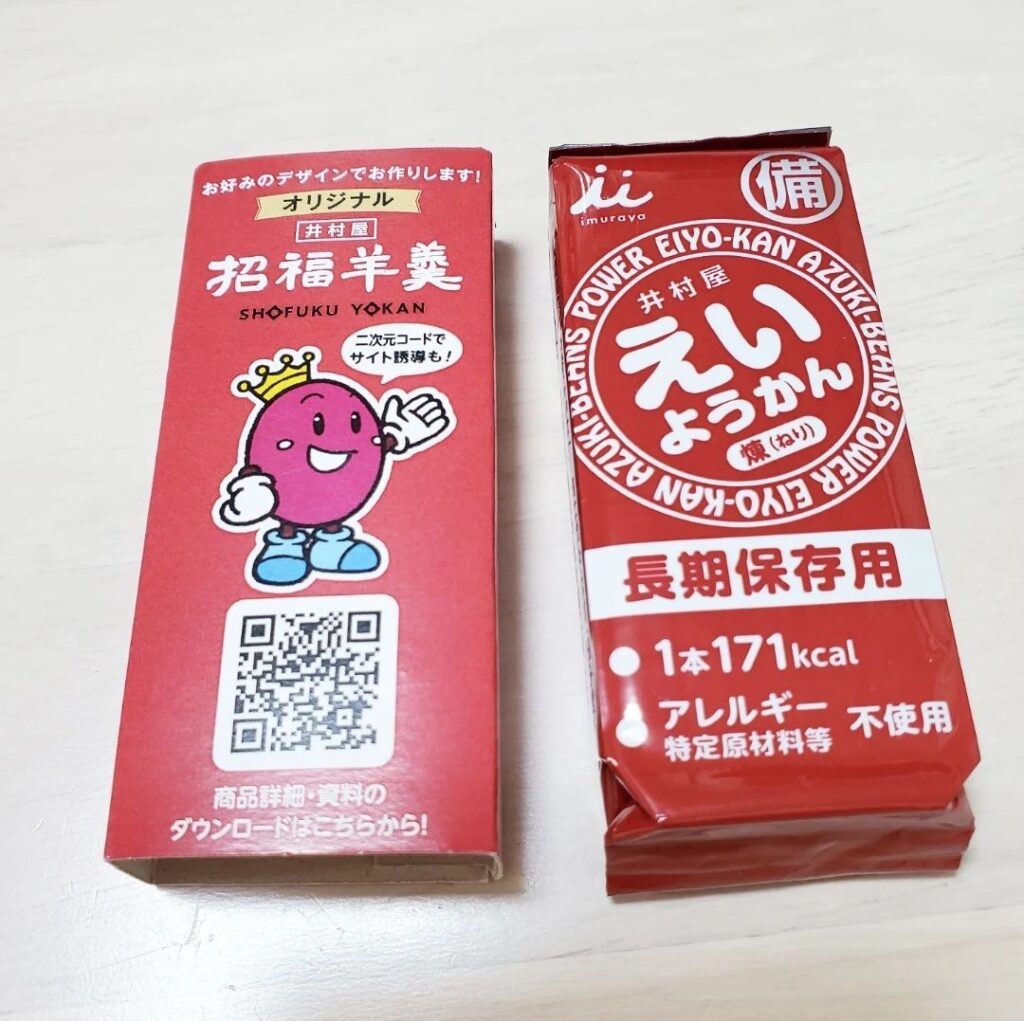 お好みのデザインでお作りします!
オリジナル
井村屋
招福羊羹
SHOFUKU YOKAN
二次元コードで
サイト誘導も!
商品詳細・資料の
ダウンロードはこちらから!
imuraya
備
POWER EIYO-KAN AZUKI-BEANS POWER EIYO-KAN AZUKI-BEANS
井村屋
えい
ようかん
煉(ねり)
長期保存用
1本171kcal
アレルギー
特定原材料等
不使用